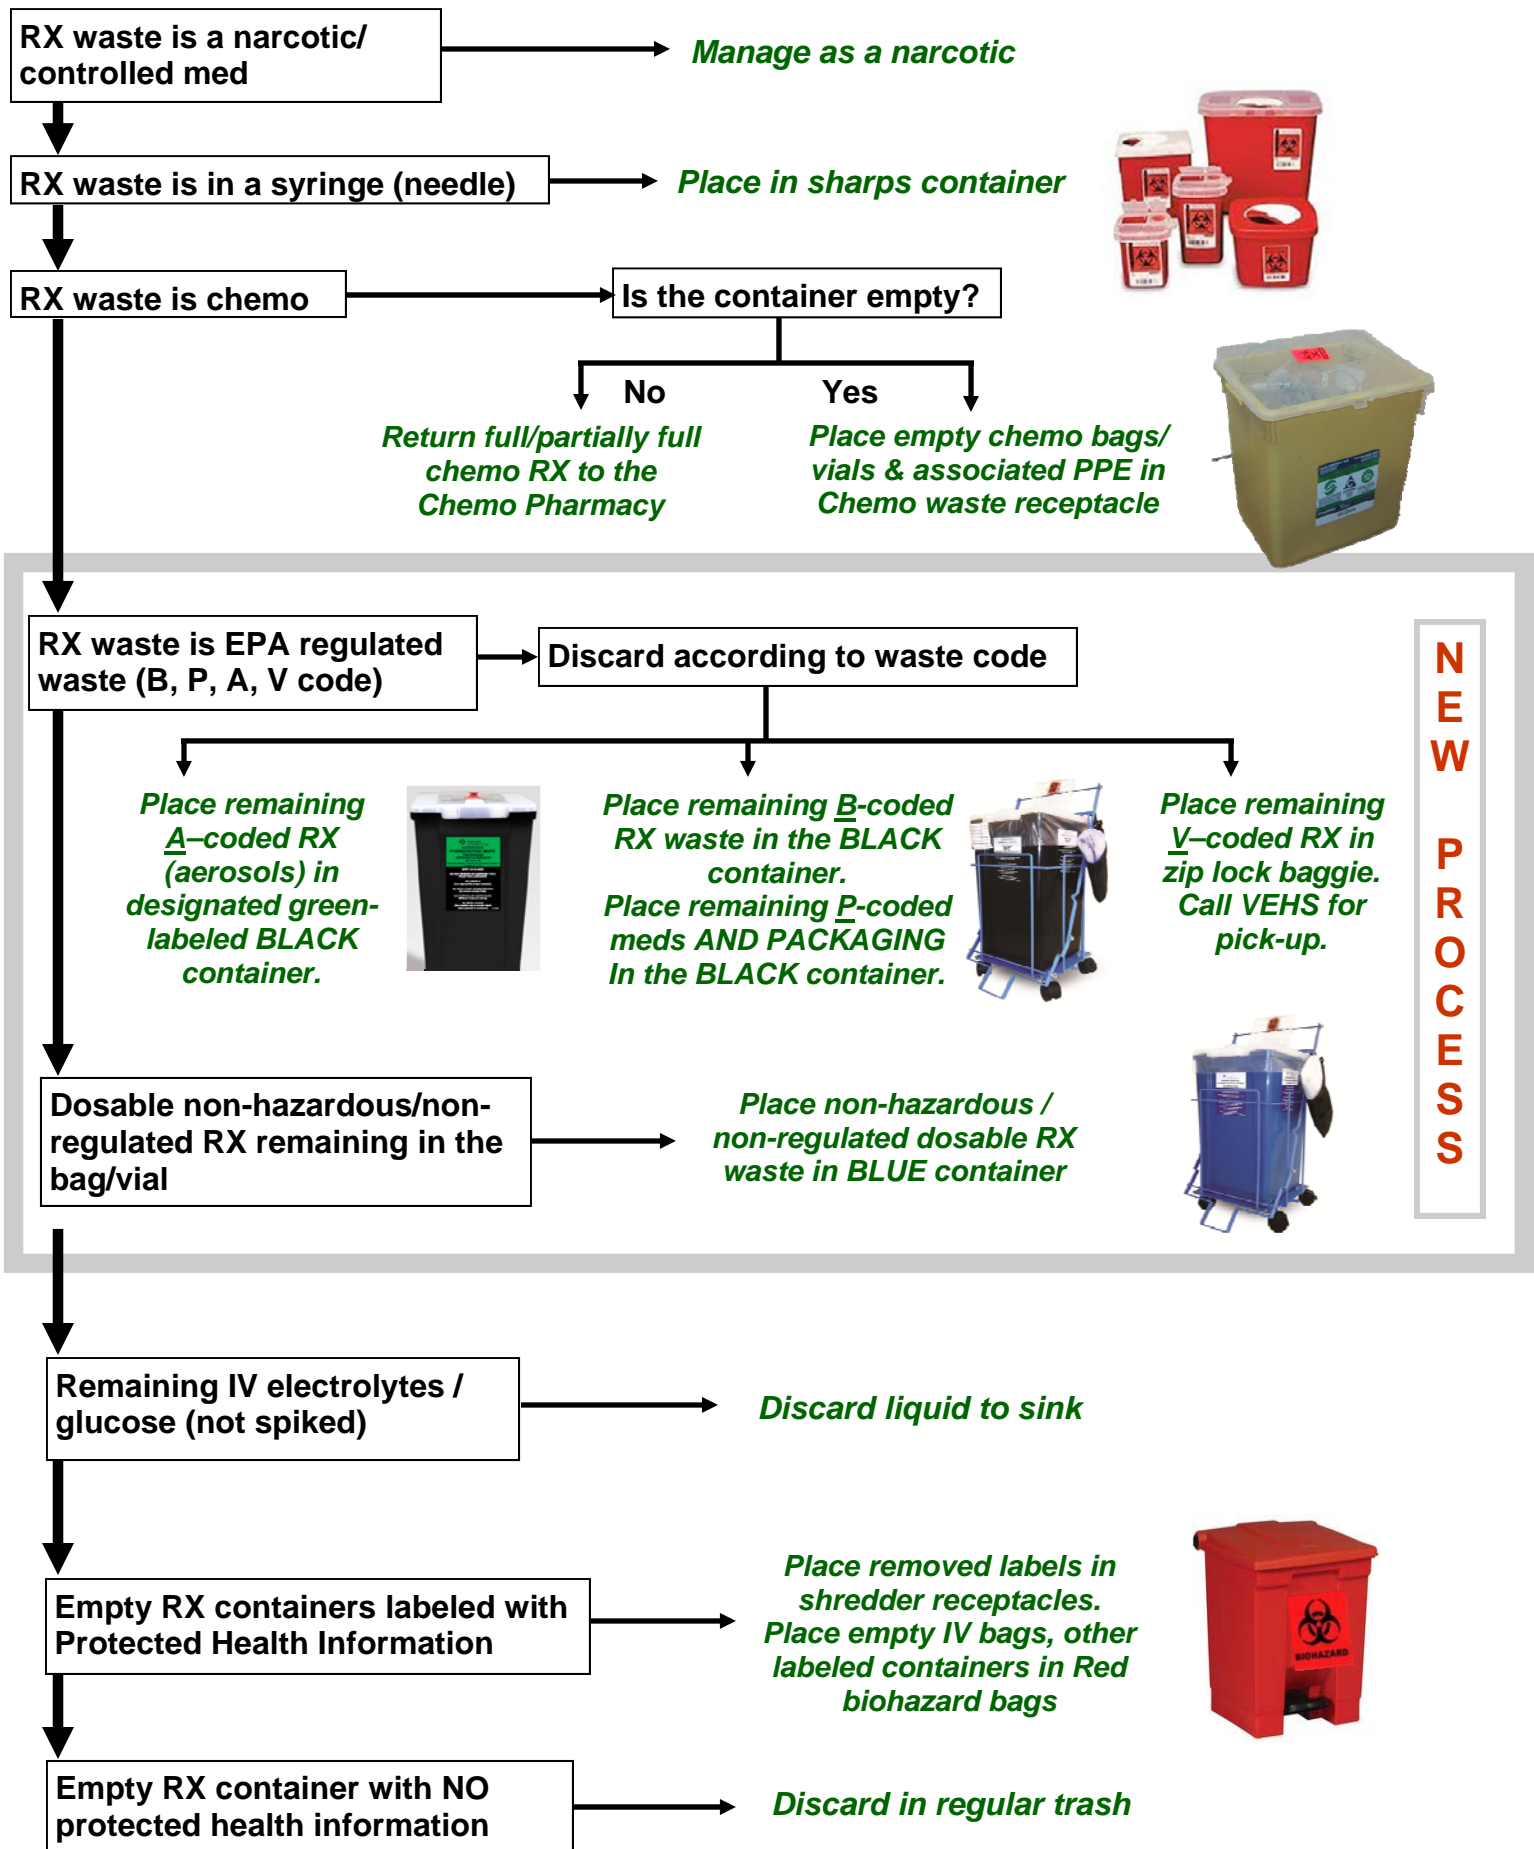 RX waste is a narcotic/
controlled med
Manage as a narcotic
RX waste is in a syringe (needle)
Place in sharps container
RX waste is chemo
Is the container empty?
No
Yes
Return full/partially full
chemo RX to the
Chemo Pharmacy
Place empty chemo bags/
vials & associated PPE in
Chemo waste receptacle
RX waste is EPA regulated
waste (B, P, A, V code)
Discard according to waste code
Place remaining
A–coded RX
(aerosols) in
designated green-
labeled BLACK
container.
Place remaining B-coded
RX waste in the BLACK
container.
Place remaining P-coded
meds AND PACKAGING
In the BLACK container.
Place remaining
V–coded RX in
zip lock baggie.
Call VEHS for
pick-up.
NEW PROCESS
Dosable non-hazardous/non-
regulated RX remaining in the
bag/vial
Place non-hazardous /
non-regulated dosable RX
waste in BLUE container
Remaining IV electrolytes /
glucose (not spiked)
Discard liquid to sink
Empty RX containers labeled with
Protected Health Information
Place removed labels in
shredder receptacles.
Place empty IV bags, other
labeled containers in Red
biohazard bags
BIOHAZARD
Empty RX container with NO
protected health information
Discard in regular trash